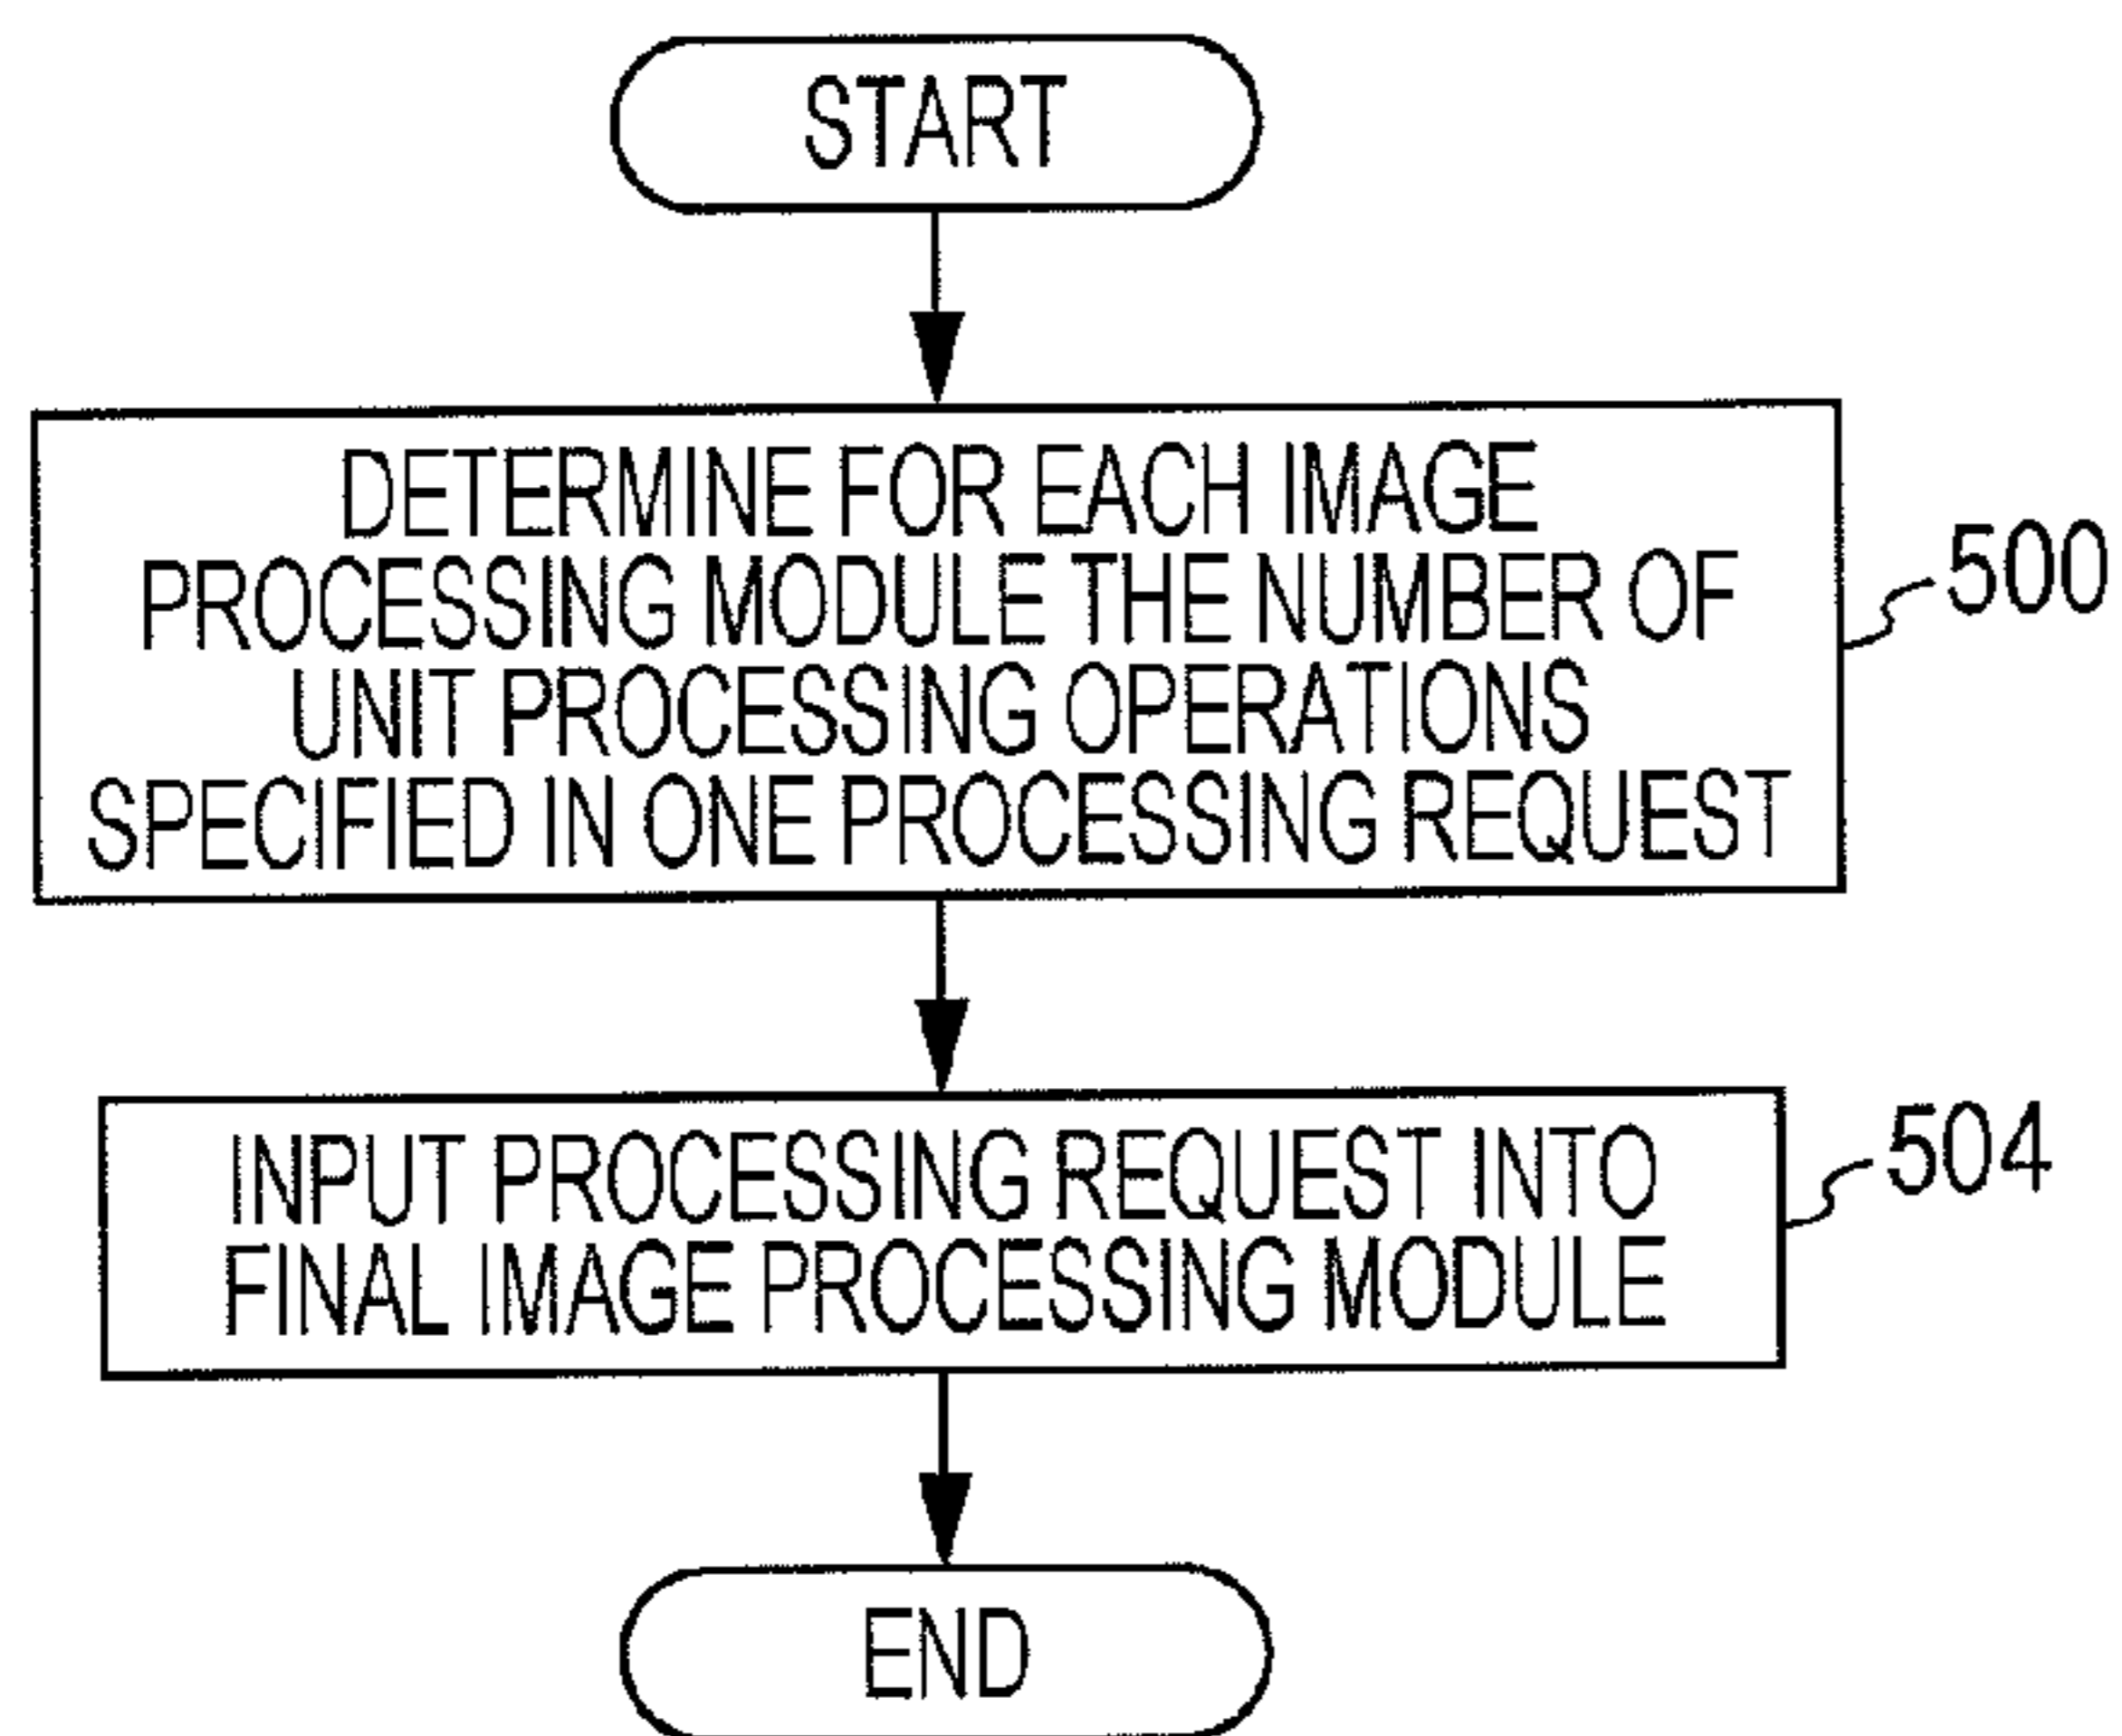 START
DETERMINE FOR EACH IMAGE
PROCESSING MODULE THE NUMBER OF
UNIT PROCESSING OPERATIONS
SPECIFIED IN ONE PROCESSING REQUEST
500
INPUT PROCESSING REQUEST INTO
FINAL IMAGE PROCESSING MODULE
504
END